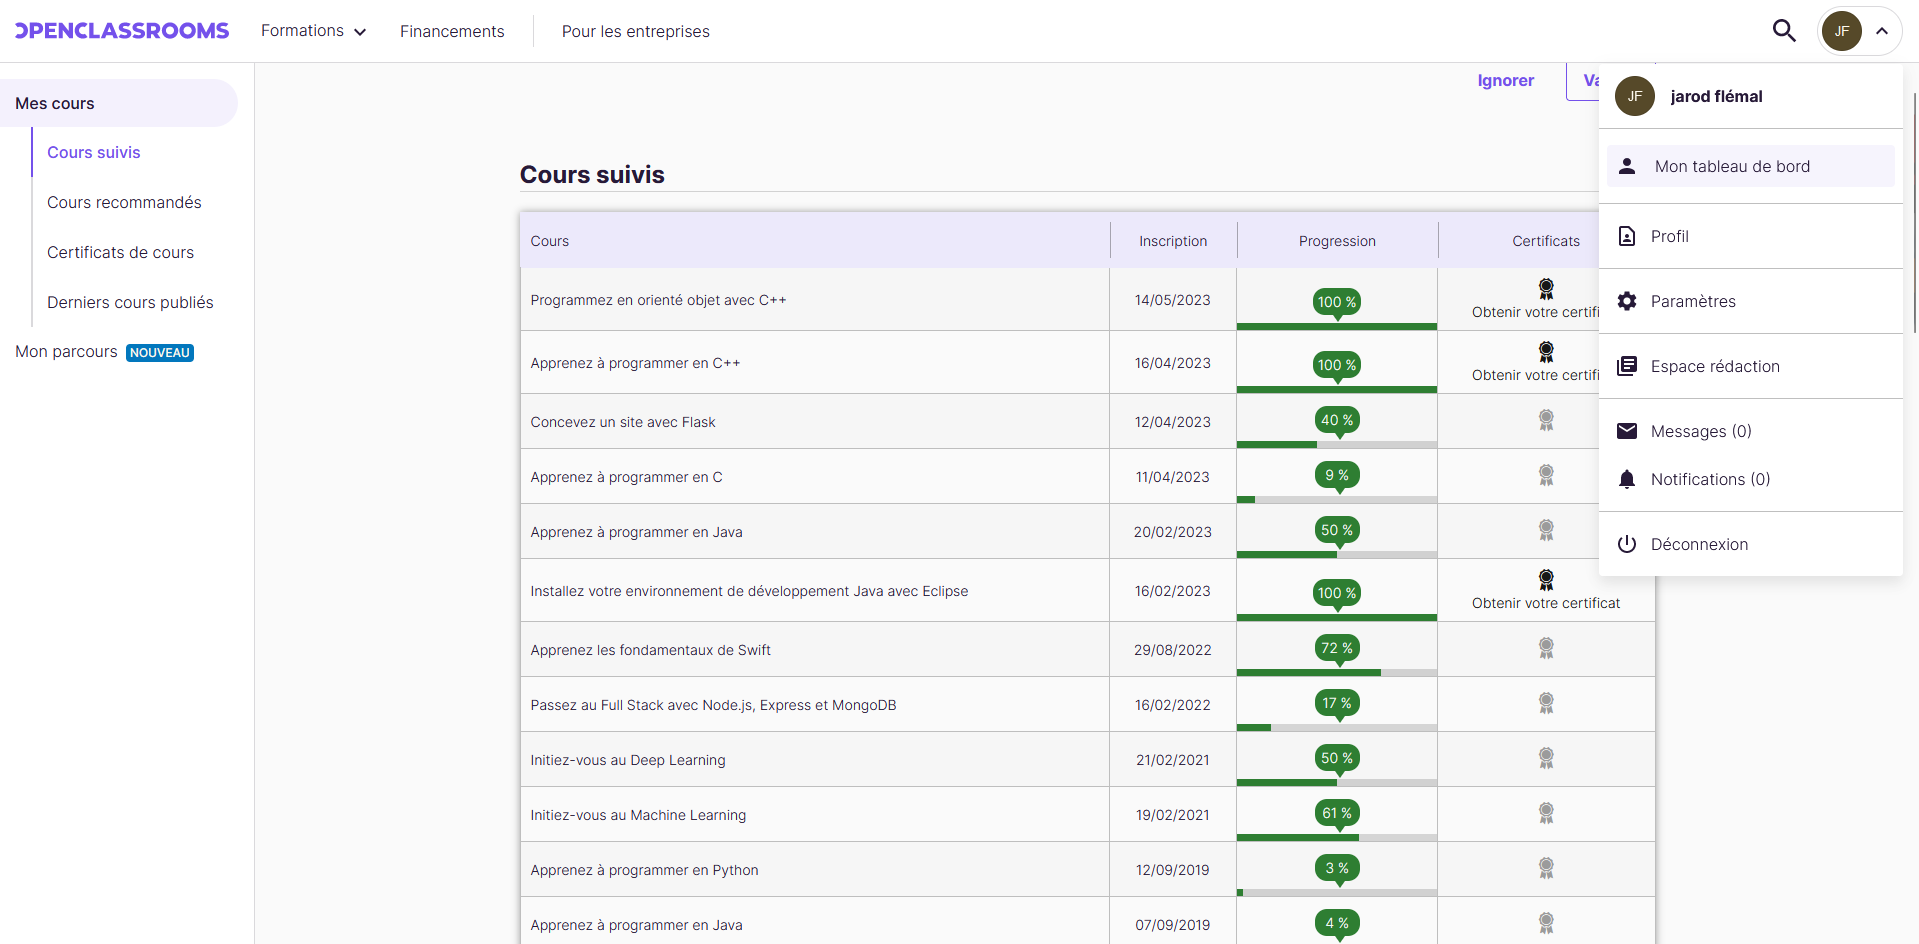 OPENCLASSROOMS
Formations
Financements
Pour les entreprises
JF
Mes cours
Cours suivis
Cours recommandés
Certificats de cours
Derniers cours publiés
Mon parcours NOUVEAU
Ignorer
Va
Cours suivis
Cours Inscription Progression Certificats
Programmez en orienté objet avec C++ 14/05/2023 100 % Obtenir votre certifi
Apprenez à programmer en C++ 16/04/2023 100 % Obtenir votre certifi
Concevez un site avec Flask 12/04/2023 40 %
Apprenez à programmer en C 11/04/2023 9 %
Apprenez à programmer en Java 20/02/2023 50 %
Installez votre environnement de développement Java avec Eclipse 16/02/2023 100 % Obtenir votre certificat
Apprenez les fondamentaux de Swift 29/08/2022 72 %
Passez au Full Stack avec Node.js, Express et MongoDB 16/02/2022 17 %
Initiez-vous au Deep Learning 21/02/2021 50 %
Initiez-vous au Machine Learning 19/02/2021 61 %
Apprenez à programmer en Python 12/09/2019 3 %
Apprenez à programmer en Java 07/09/2019 4 %
JF jarod flémal
Mon tableau de bord
Profil
Paramètres
Espace rédaction
Messages (0)
Notifications (0)
Déconnexion